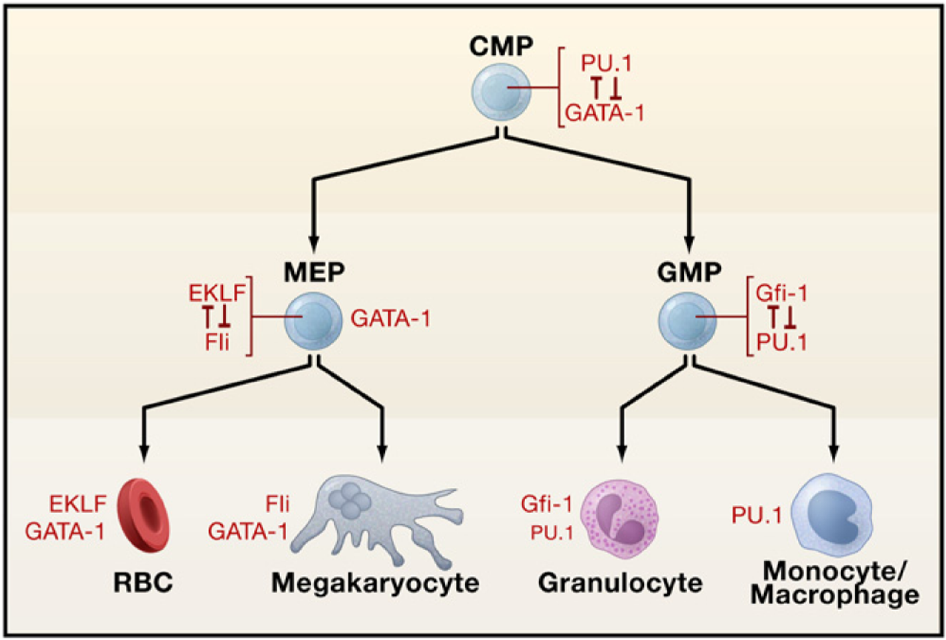 CMP
PU.1
GATA-1
MEP
GMP
EKLF
Fli
GATA-1
Gfi-1
PU.1
EKLF
GATA-1
Fli
GATA-1
Gfi-1
PU.1
PU.1
RBC
Megakaryocyte
Granulocyte
Monocyte/
Macrophage